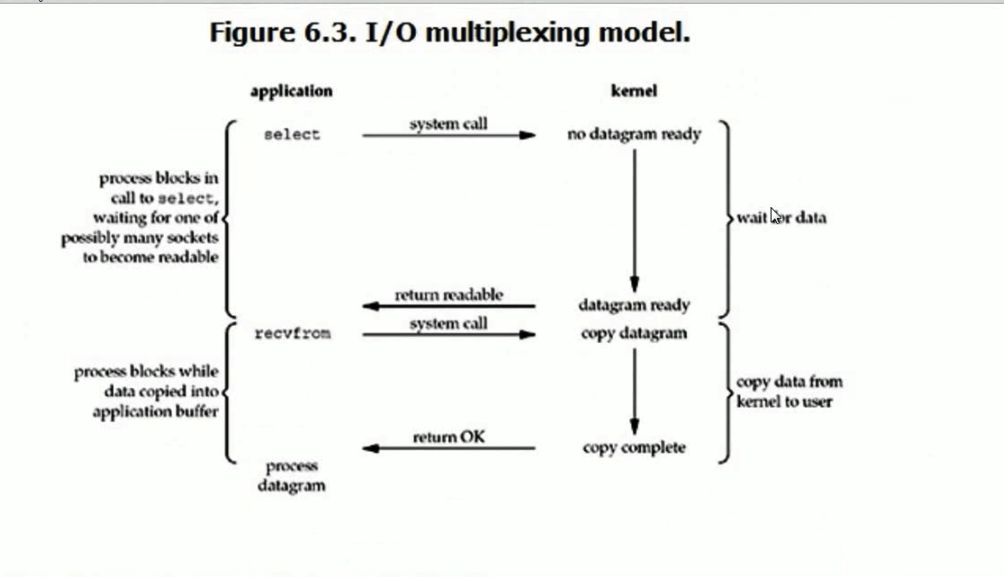 Figure 6.3. I/O multiplexing model.
application
kernel
select
system call
no datagram ready
process blocks in
call to select,
waiting for one of
possibly many sockets
to become readable
wait for data
return readable
datagram ready
recvfrom
system call
copy datagram
process blocks while
data copied into
application buffer
copy data from
kernel to user
return OK
copy complete
process
datagram